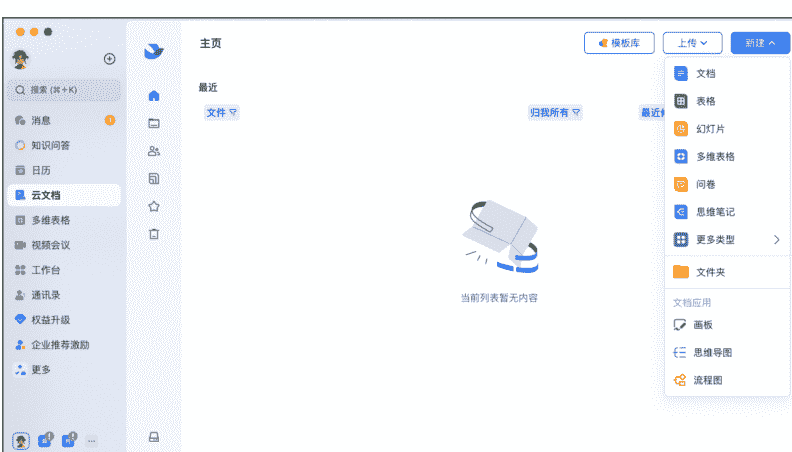 主页
模板库
上传
新建
搜索 (⌘+K)
消息
知识问答
日历
云文档
多维表格
视频会议
工作台
通讯录
权益升级
企业推荐激励
更多
最近
文件
归我所有
当前列表暂无内容
文档
表格
幻灯片
多维表格
问卷
思维笔记
更多类型
文件夹
文档应用
画板
思维导图
流程图